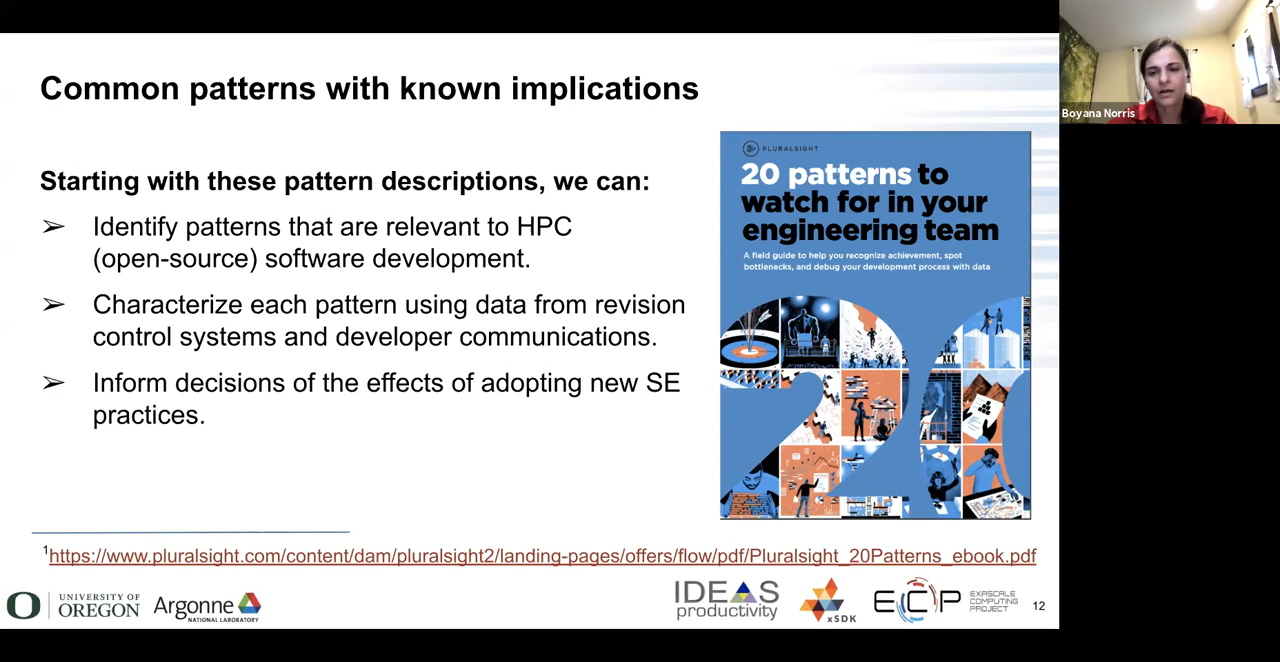 Common patterns with known implications
Starting with these pattern descriptions, we can:
➢ Identify patterns that are relevant to HPC
(open-source) software development.
➢ Characterize each pattern using data from revision
control systems and developer communications.
➢ Inform decisions of the effects of adopting new SE
practices.
PLURALSIGHT
20 patterns to
watch for in your
engineering team
A field guide to help you recognize achievement, spot
bottlenecks, and debug your development process with data
20
1https://www.pluralsight.com/content/dam/pluralsight2/landing-pages/offers/flow/pdf/Pluralsight_20Patterns_ebook.pdf
O
UNIVERSITY OF
OREGON
Argonne
NATIONAL LABORATORY
IDEAS
productivity
xSDK
ECP
EXASCALE
COMPUTING
PROJECT
12
Boyana Norris